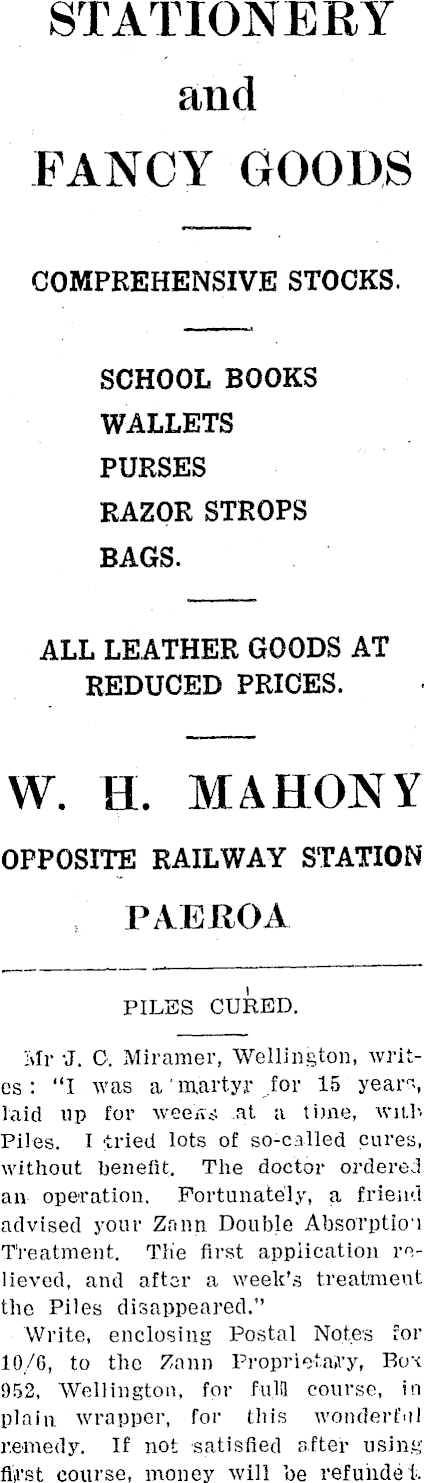 STATIONERY
and
FANCY GOODS
COMPREHENSIVE STOCKS.
SCHOOL BOOKS
WALLETS
PURSES
RAZOR STROPS
BAGS.
ALL LEATHER GOODS AT
REDUCED PRICES.
W. H. MAHONY
OPPOSITE RAILWAY STATION
PAEROA
PILES CURED.
Mr J. C. Miramer, Wellington, writ-
es: "I was a martyr for 15 years,
laid up for weeks at a time, with
Piles. I tried lots of so-called cures,
without benefit. The doctor ordered
an operation. Fortunately, a friend
advised your Zann Double Absorption
Treatment. The first application re-
lieved, and after a week's treatment
the Piles disappeared."
Write, enclosing Postal Notes for
10/6, to the Zann Proprietary, Box
952, Wellington, for full course, in
plain wrapper, for this wonderful
remedy. If not satisfied after using
first course, money will be refunded.